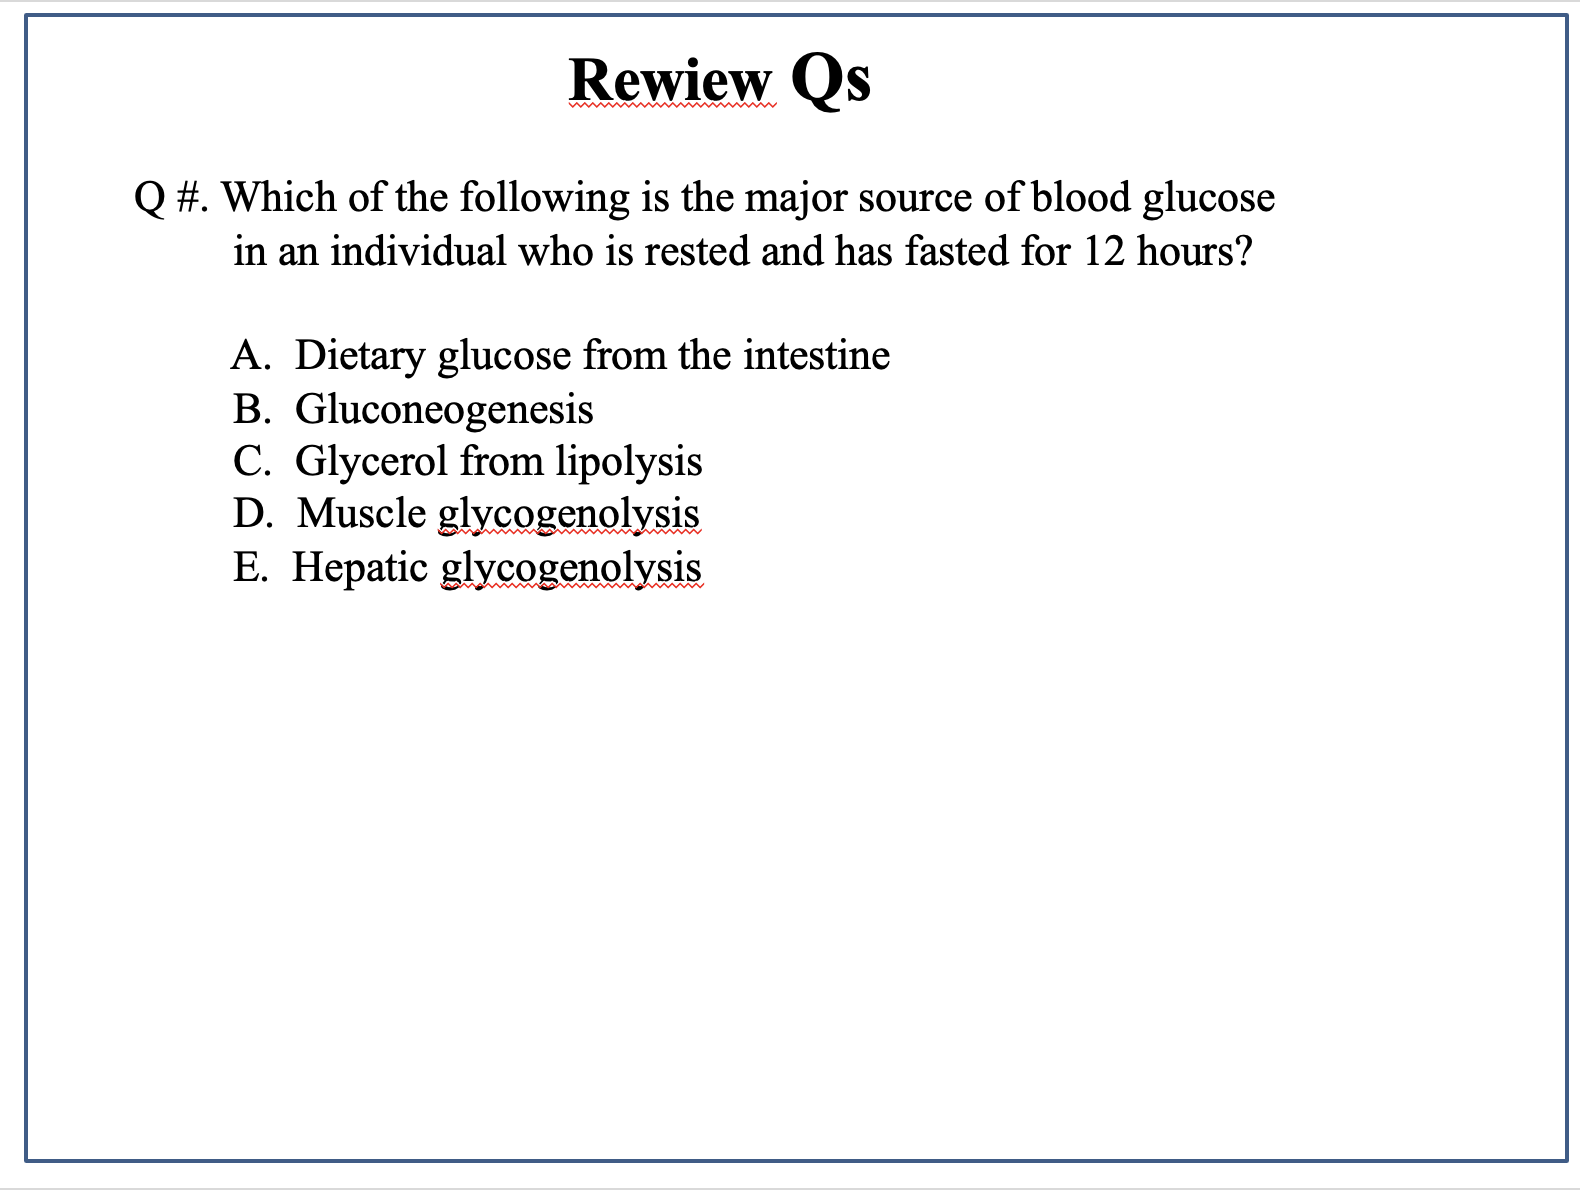 Rewiew Qs
Q #. Which of the following is the major source of blood glucose
in an individual who is rested and has fasted for 12 hours?
A. Dietary glucose from the intestine
B. Gluconeogenesis
C. Glycerol from lipolysis
D. Muscle glycogenolysis
E. Hepatic glycogenolysis